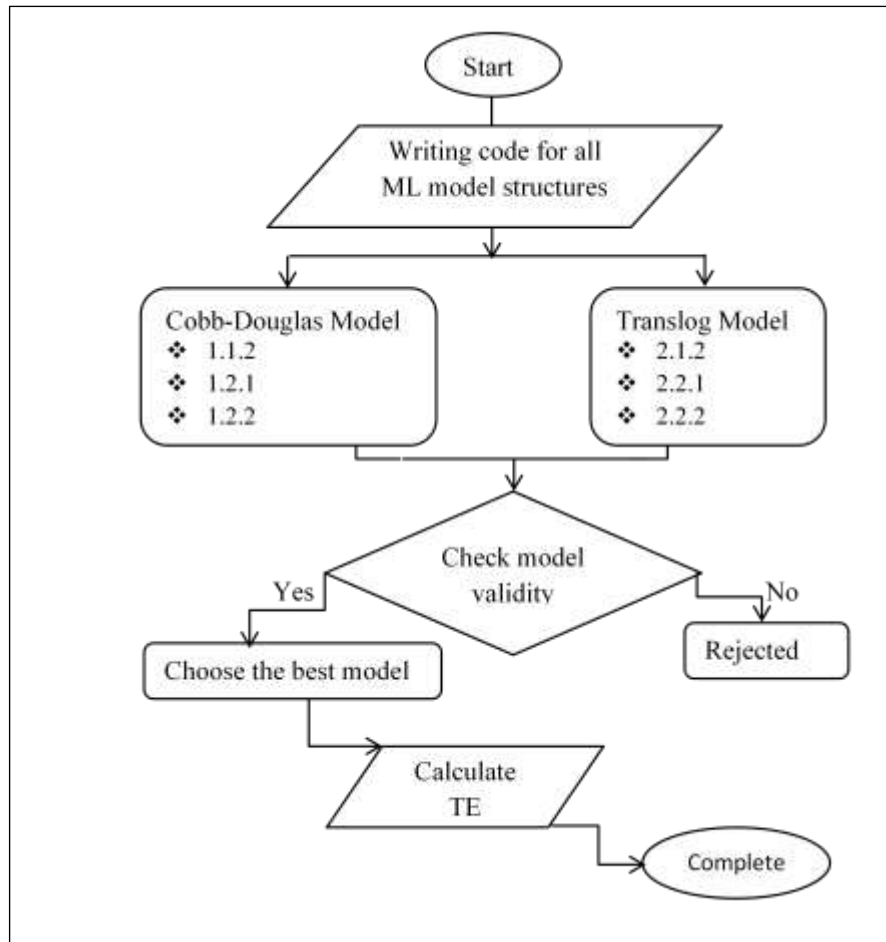 Start
Writing code for all
ML model structures
Cobb-Douglas Model
❖ 1.1.2
❖ 1.2.1
❖ 1.2.2
Translog Model
❖ 2.1.2
❖ 2.2.1
❖ 2.2.2
Check model
validity
Yes
No
Choose the best model
Rejected
Calculate
TE
Complete